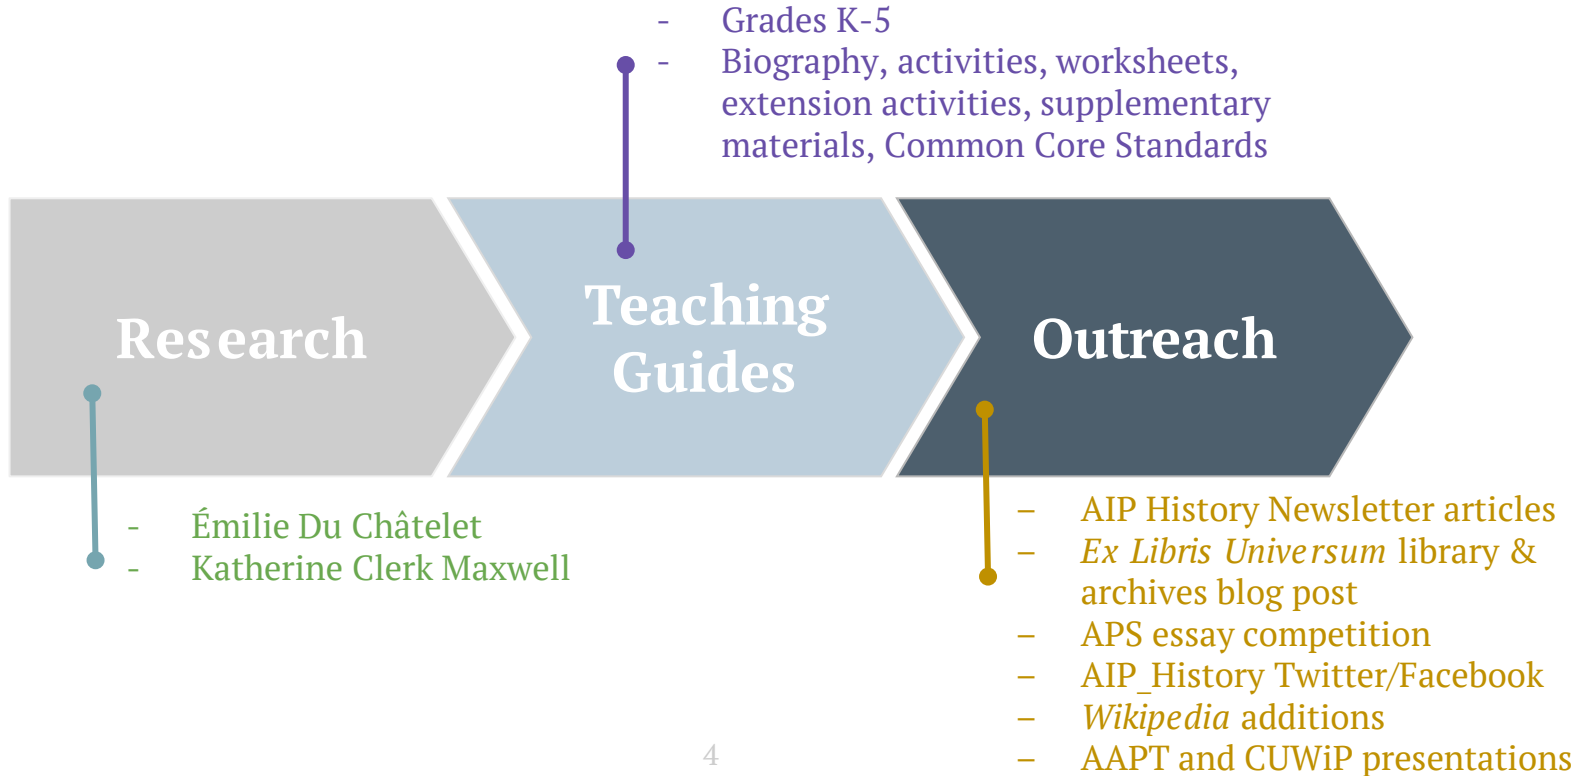 - Grades K-5
- Biography, activities, worksheets,
extension activities, supplementary
materials, Common Core Standards
Research
Teaching
Guides
Outreach
- Émilie Du Châtelet
- Katherine Clerk Maxwell
– AIP History Newsletter articles
– Ex Libris Universum library &
archives blog post
– APS essay competition
– AIP_History Twitter/Facebook
– Wikipedia additions
– AAPT and CUWiP presentations
4